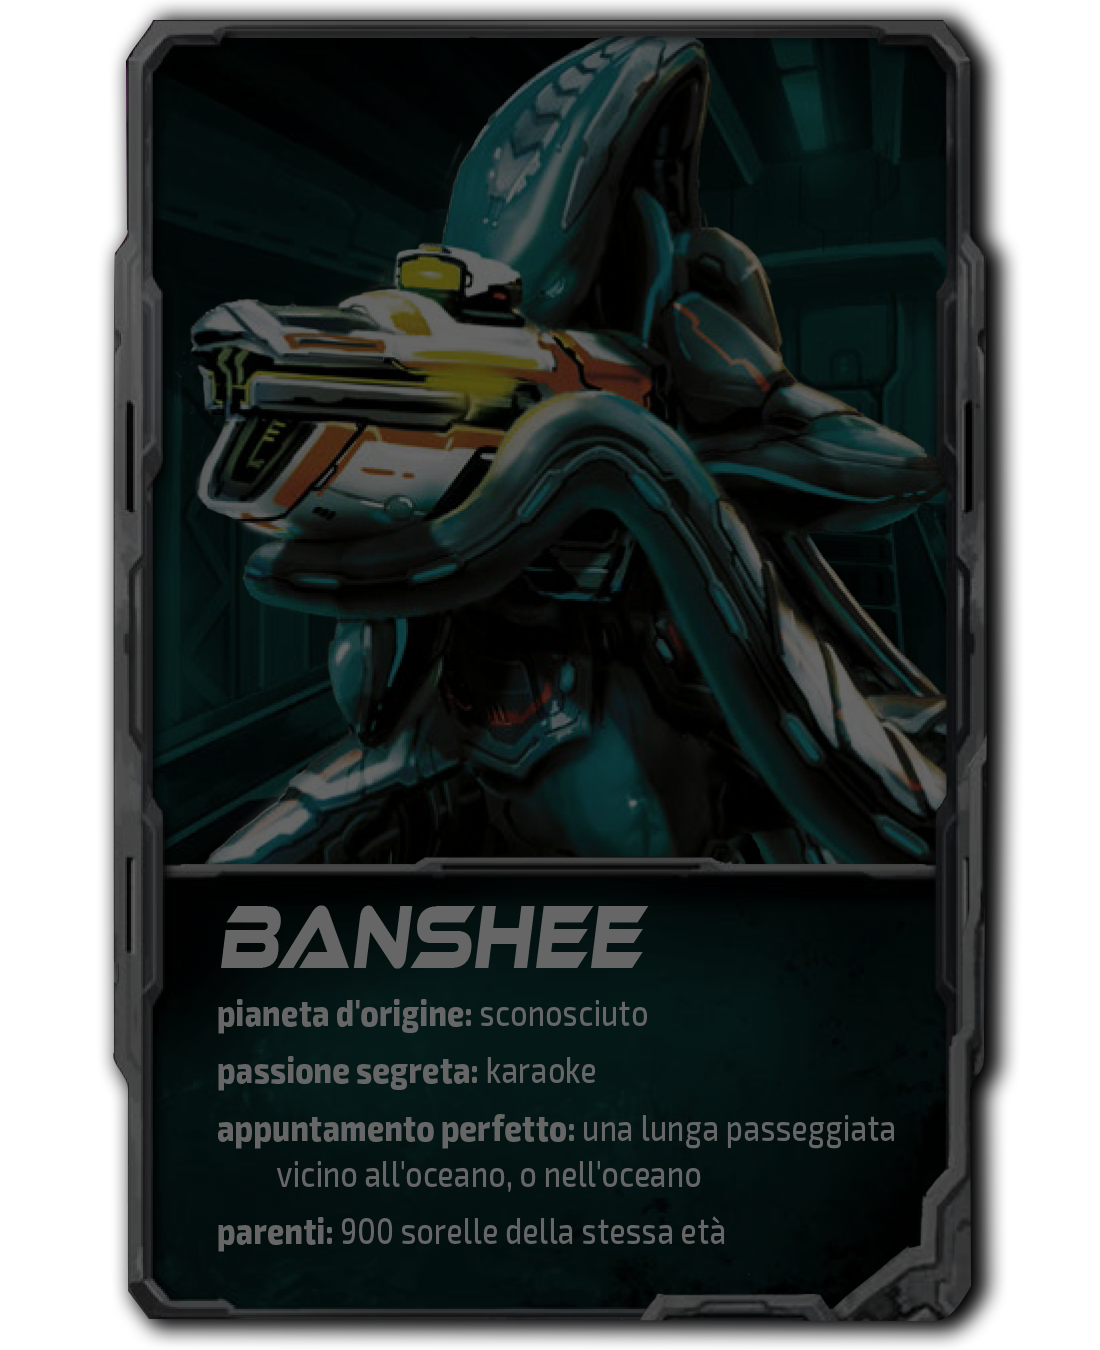 BANSHEE
pianeta d'origine: sconosciuto
passione segreta: karaoke
appuntamento perfetto: una lunga passeggiata
vicino all'oceano, o nell'oceano
parenti: 900 sorelle della stessa età